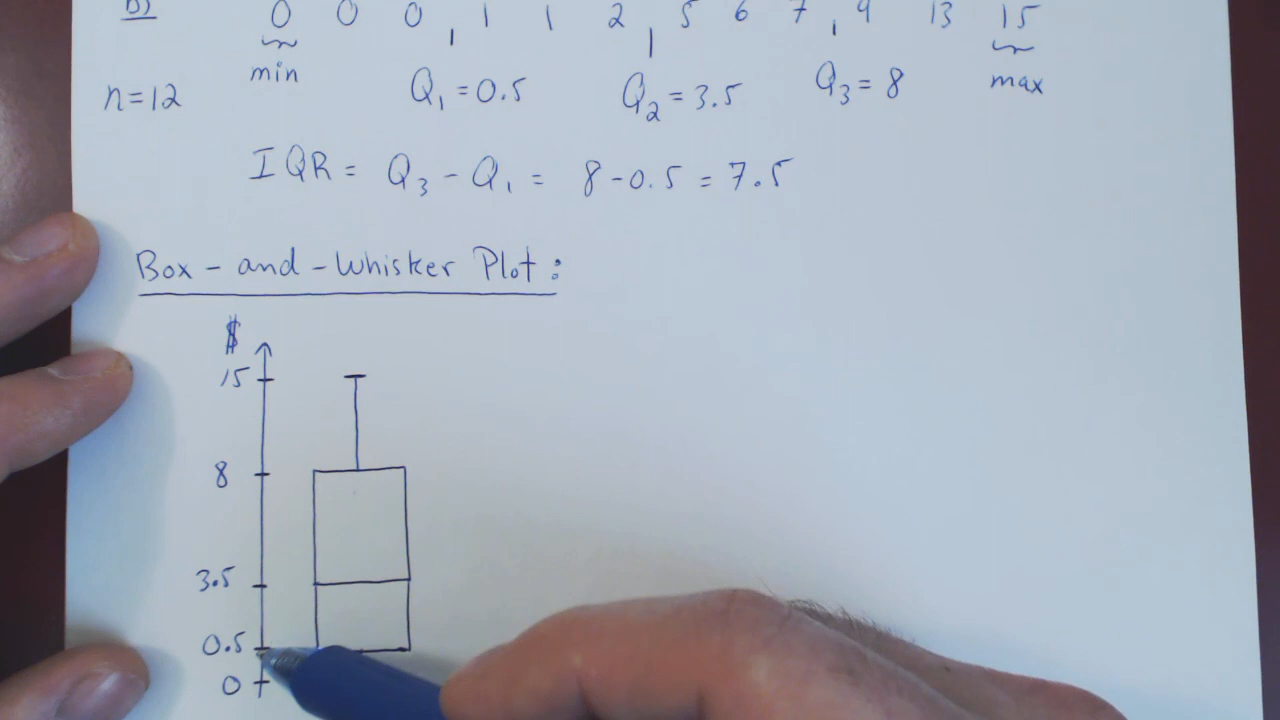 b) 0 0 0 , 1 1 2 , 5 6 7 , 9 13 15
min max
n=12 Q₁=0.5 Q₂=3.5 Q₃=8
IQR = Q₃ - Q₁ = 8-0.5 = 7.5
Box-and-Whisker Plot:
$
15
8
3.5
0.5
0